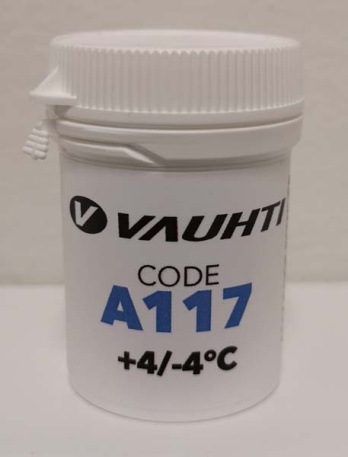 V VAUHTI
CODE
A117
+4/-4°C